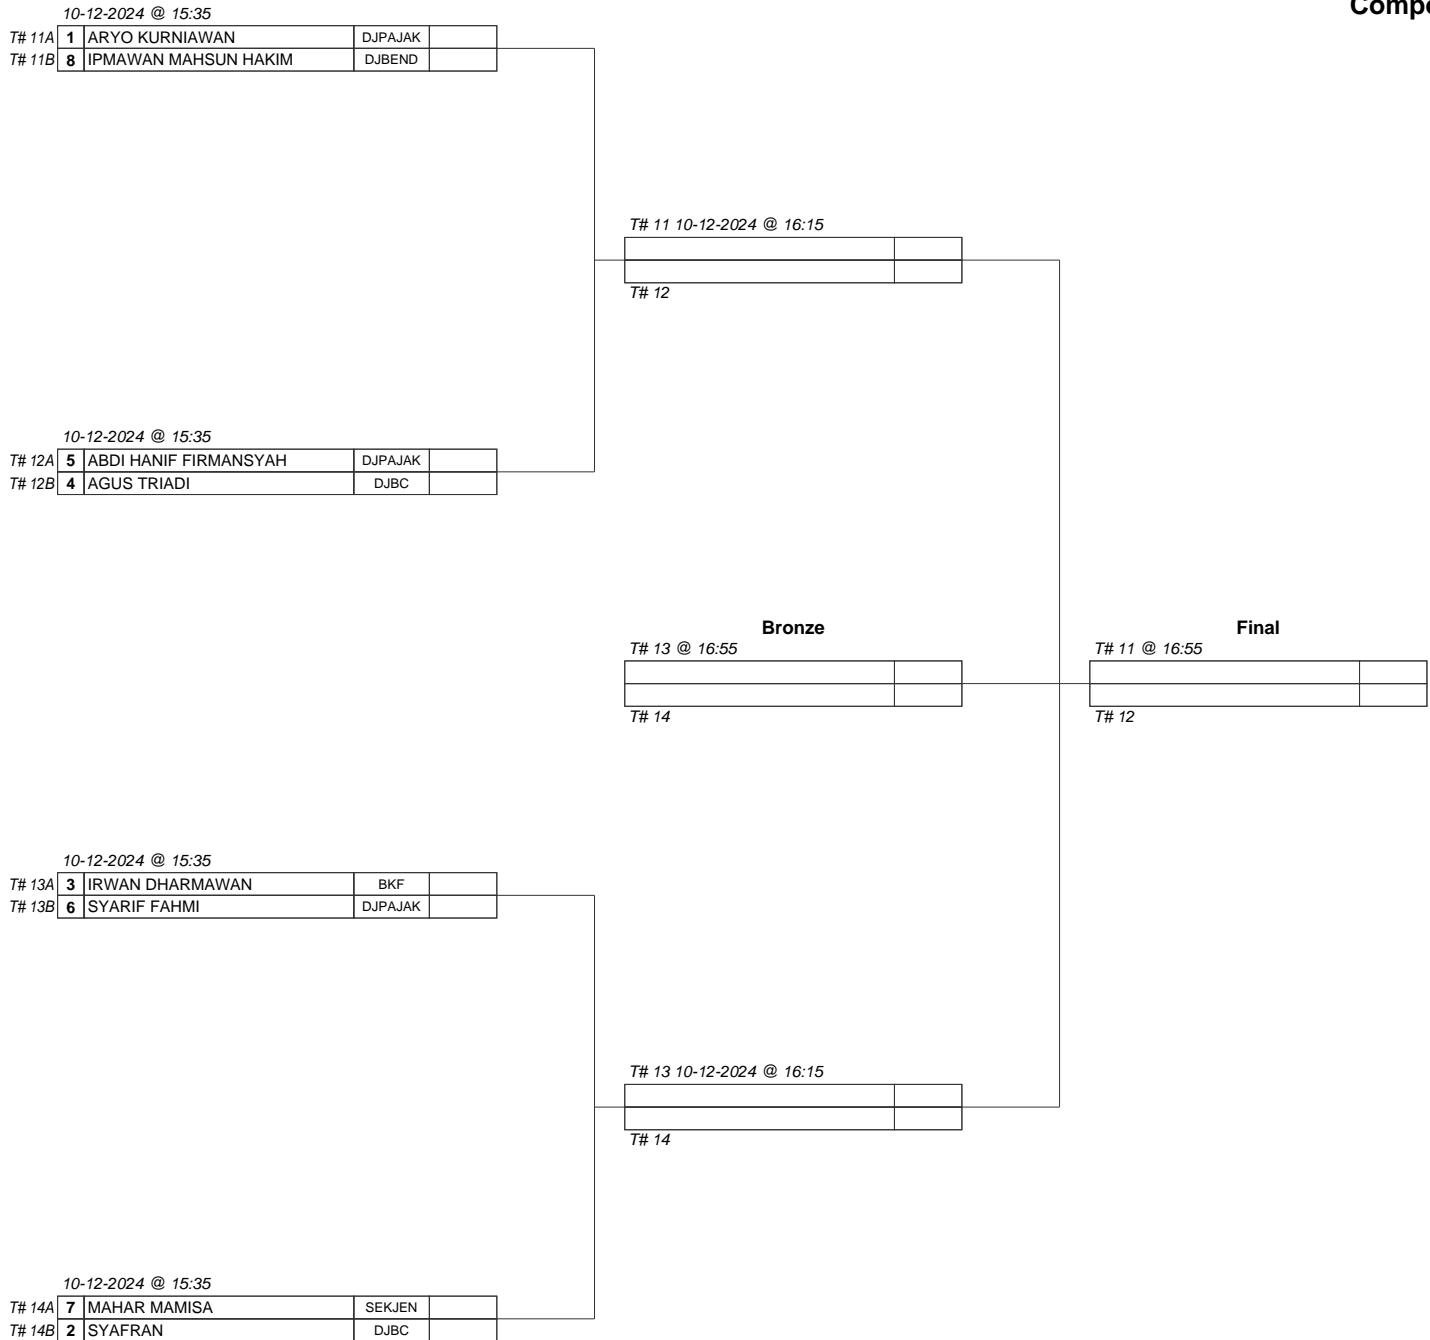 Compe
10-12-2024 @ 15:35
T# 11A 1 ARYO KURNIAWAN DJPAJAK
T# 11B 8 IPMAWAN MAHSUN HAKIM DJBEND
T# 11 10-12-2024 @ 16:15
T# 12
10-12-2024 @ 15:35
T# 12A 5 ABDI HANIF FIRMANSYAH DJPAJAK
T# 12B 4 AGUS TRIADI DJBC
Bronze
T# 13 @ 16:55
T# 14
Final
T# 11 @ 16:55
T# 12
10-12-2024 @ 15:35
T# 13A 3 IRWAN DHARMAWAN BKF
T# 13B 6 SYARIF FAHMI DJPAJAK
T# 13 10-12-2024 @ 16:15
T# 14
10-12-2024 @ 15:35
T# 14A 7 MAHAR MAMISA SEKJEN
T# 14B 2 SYAFRAN DJBC